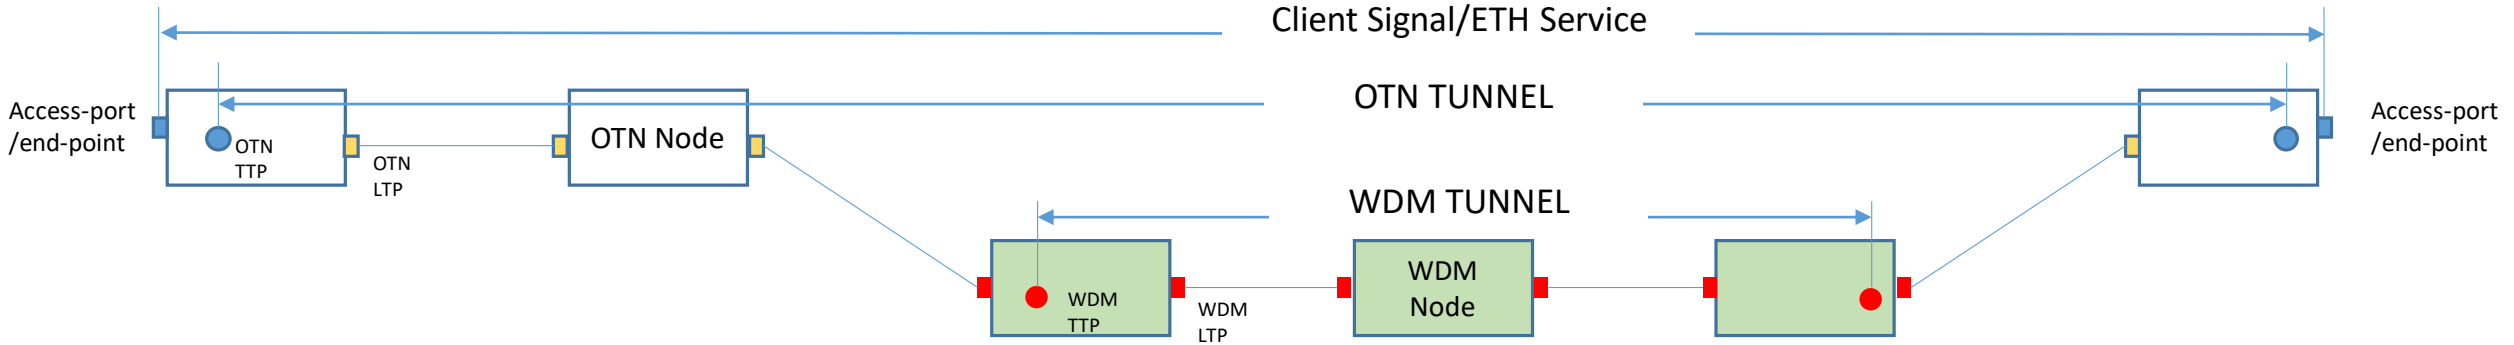 Client Signal/ETH Service
OTN TUNNEL
Access-port
/end-point
OTN
TTP
OTN
LTP
OTN Node
Access-port
/end-point
WDM TUNNEL
WDM
TTP
WDM
LTP
WDM
Node